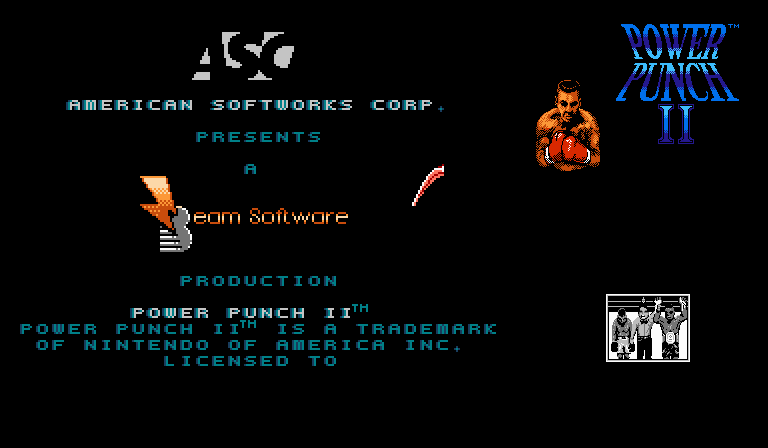 ASC
AMERICAN SOFTWORKS CORP.
PRESENTS
A
Beam Software
PRODUCTION
POWER PUNCH II™
POWER PUNCH II™ IS A TRADEMARK
OF NINTENDO OF AMERICA INC.
LICENSED TO
POWER™
PUNCH
II